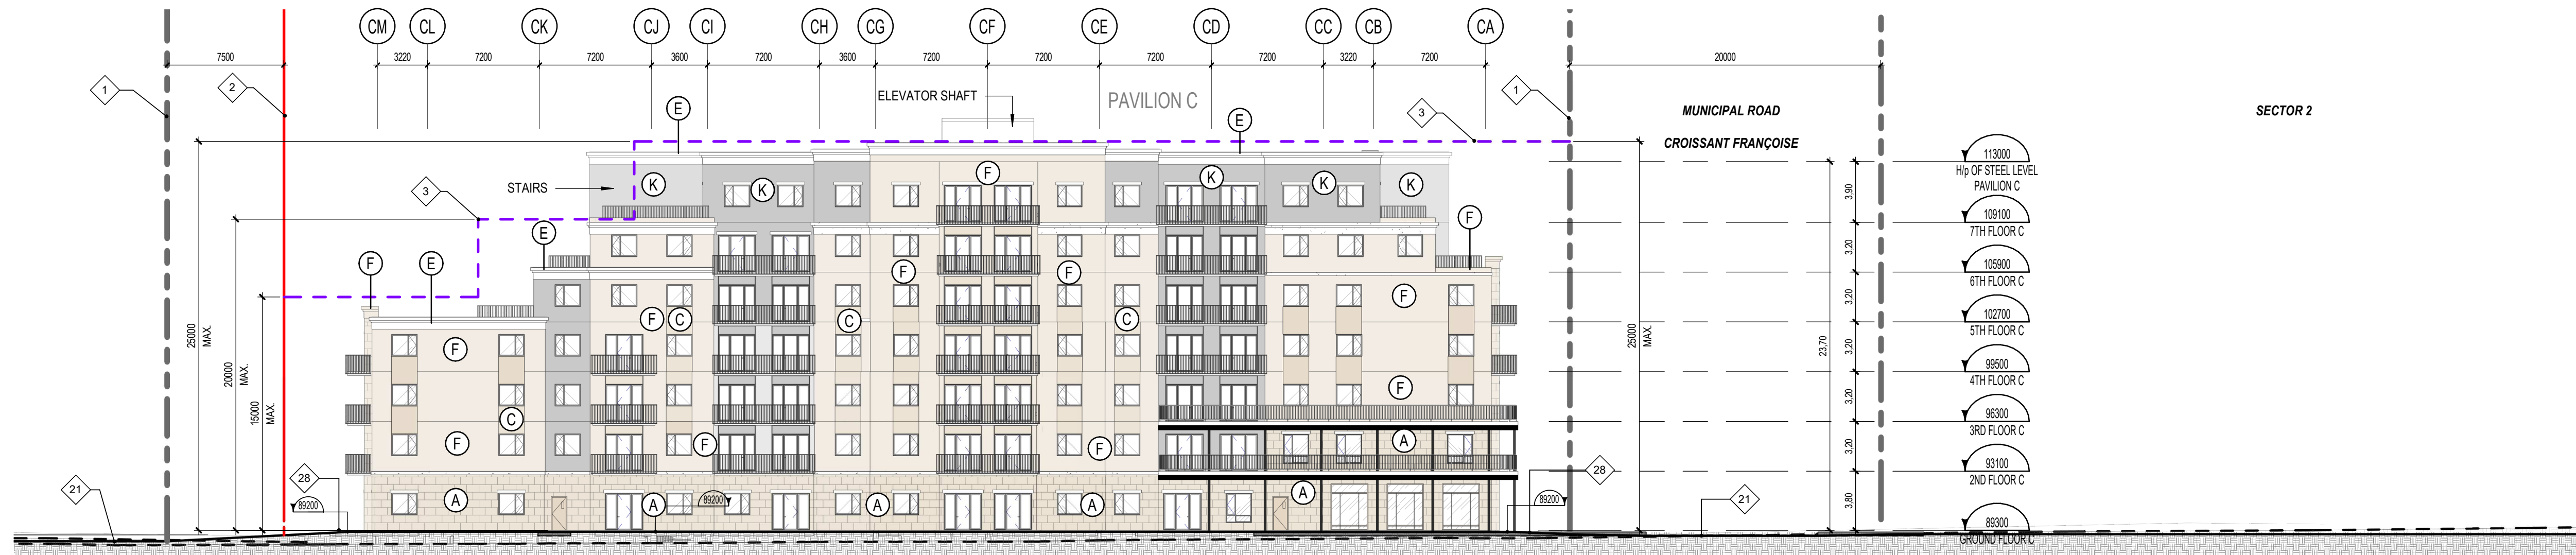 CM CL CK CJ CI CH CG CF CE CD CC CB CA
7500 3220 7200 7200 3600 7200 3600 7200 7200 7200 7200 3220 7200 20000
1 2 ELEVATOR SHAFT PAVILION C 1
E E 3
MUNICIPAL ROAD
CROISSANT FRANÇOISE
SECTOR 2
3 STAIRS K K F K K K
F E E F
F F
F C C C F
F F
C
F F F A
A A A A A
25000
MAX.
20000
MAX.
15000
MAX.
25000
MAX.
23,70
3,90
3,20
3,20
3,20
3,20
3,20
3,80
113000
H/p OF STEEL LEVEL
PAVILION C
109100
7TH FLOOR C
105900
6TH FLOOR C
102700
5TH FLOOR C
99500
4TH FLOOR C
96300
3RD FLOOR C
93100
2ND FLOOR C
89300
GROUND FLOOR C
21 28 89200 89200 89200 28 21